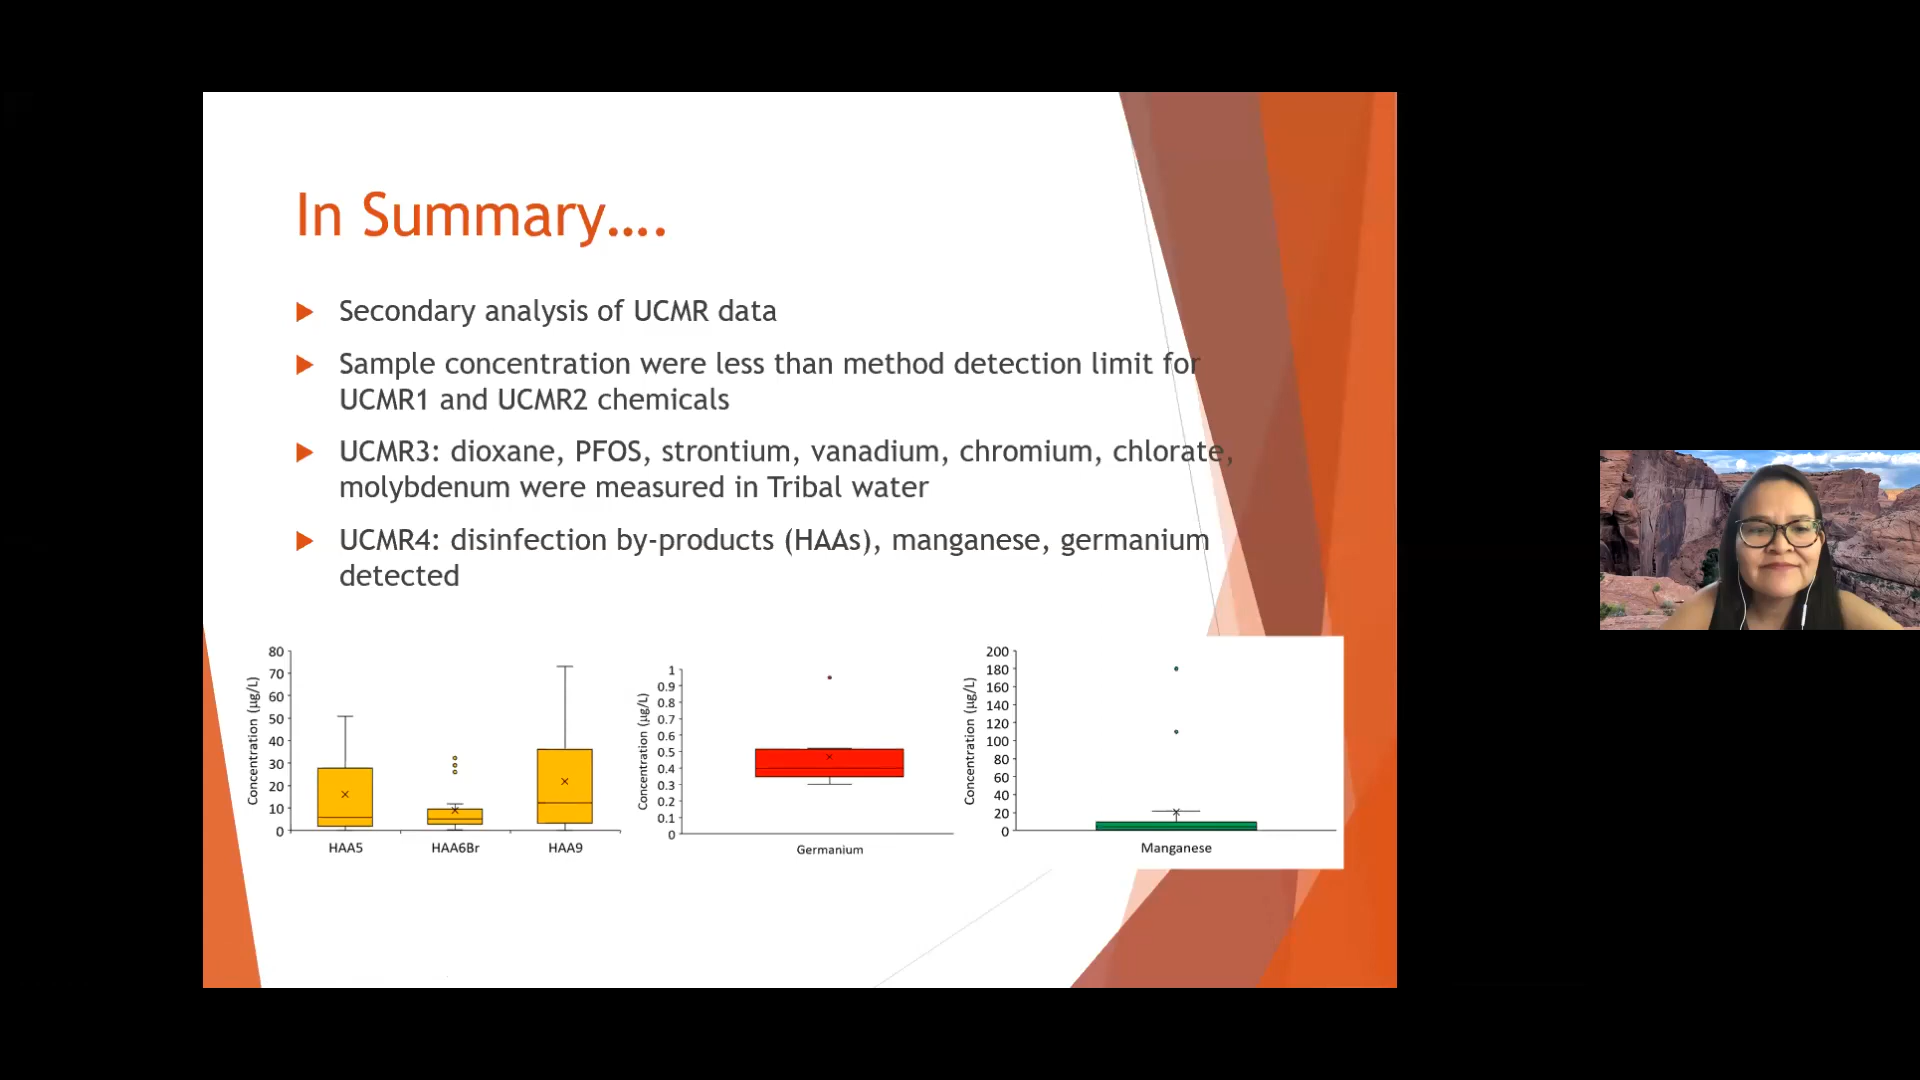 In Summary....
Secondary analysis of UCMR data
Sample concentration were less than method detection limit for
UCMR1 and UCMR2 chemicals
UCMR3: dioxane, PFOS, strontium, vanadium, chromium, chlorate,
molybdenum were measured in Tribal water
UCMR4: disinfection by-products (HAAs), manganese, germanium
detected
Concentration (µg/L)
80
70
60
50
40
30
20
10
0
HAA5 HAA6Br HAA9
Concentration (µg/L)
1
0.9
0.8
0.7
0.6
0.5
0.4
0.3
0.2
0.1
0
Germanium
Concentration (µg/L)
200
180
160
140
120
100
80
60
40
20
0
Manganese